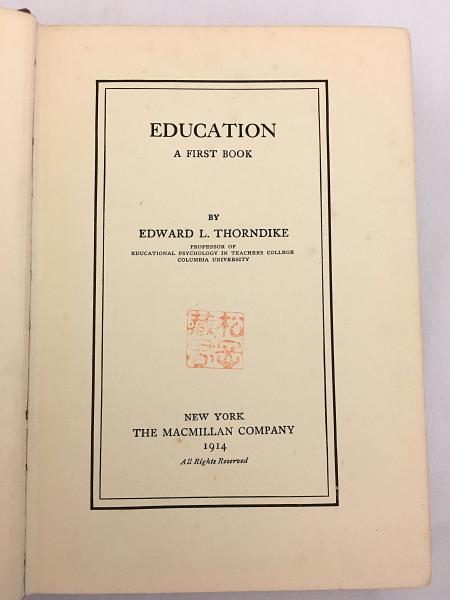 EDUCATION
A FIRST BOOK
BY
EDWARD L. THORNDIKE
PROFESSOR OF
EDUCATIONAL PSYCHOLOGY IN TEACHERS COLLEGE
COLUMBIA UNIVERSITY
NEW YORK
THE MACMILLAN COMPANY
1914
All Rights Reserved